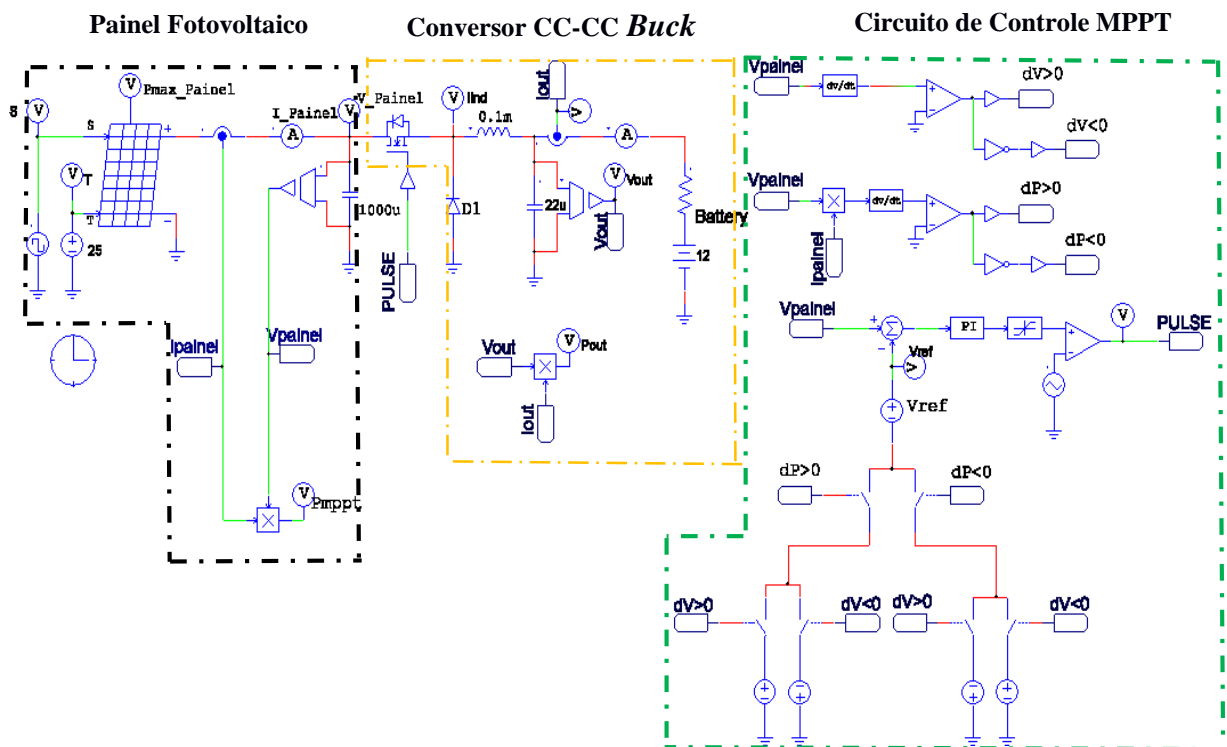 Painel Fotovoltaico
Conversor CC-CC Buck
Circuito de Controle MPPT
S
V
V
Pmax_Painel
S
+
T
V
T
−
25
I_Painel
A
V_Painel
V
1000u
Ipainel
Vpainel
V
Pmppt
PULSE
V
Iind
0.1m
D1
Iout
V
A
22u
V
Vout
Vout
Battery
12
Vout
V
Pout
Iout
Vpainel
dv/dt
dV>0
dV<0
Vpainel
dv/dt
Ipainel
dP>0
dP<0
Vpainel
PI
V
PULSE
Vref
V
Vref
dP>0
dP<0
dV>0
dV<0
dV>0
dV<0